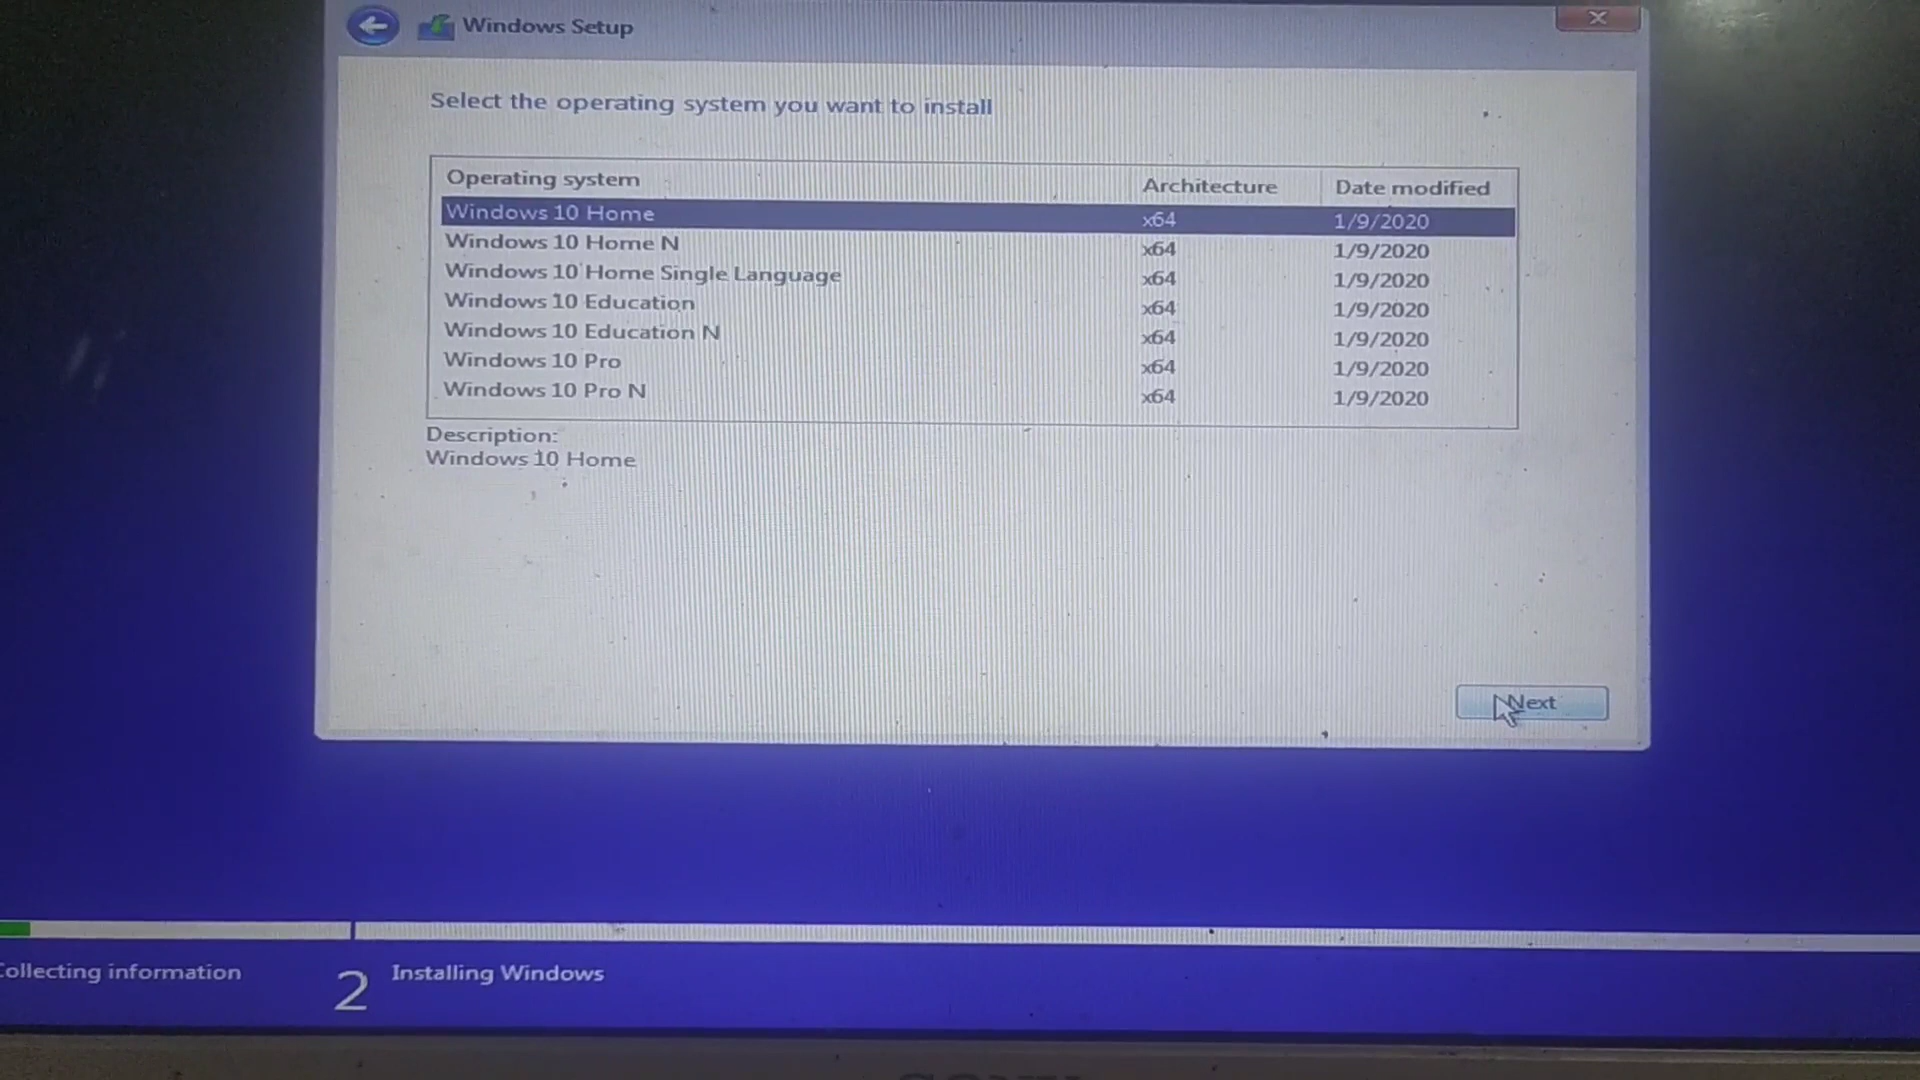 Windows Setup
Select the operating system you want to install
Operating system Architecture Date modified
Windows 10 Home x64 1/9/2020
Windows 10 Home N x64 1/9/2020
Windows 10 Home Single Language x64 1/9/2020
Windows 10 Education x64 1/9/2020
Windows 10 Education N x64 1/9/2020
Windows 10 Pro x64 1/9/2020
Windows 10 Pro N x64 1/9/2020
Description:
Windows 10 Home
Next
Collecting information
2 Installing Windows